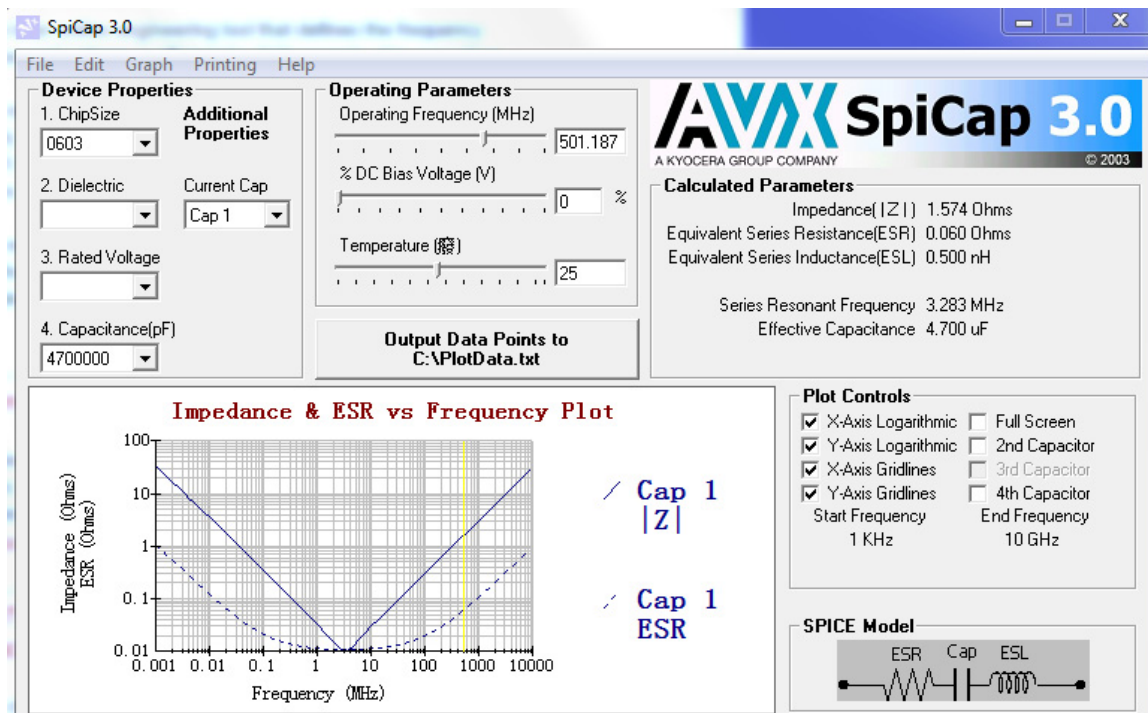 SpiCap 3.0
File Edit Graph Printing Help
Device Properties
1. ChipSize
0603
Additional
Properties
2. Dielectric
Current Cap
Cap 1
3. Rated Voltage
4. Capacitance(pF)
4700000
Operating Parameters
Operating Frequency (MHz)
501.187
% DC Bias Voltage (V)
0 %
Temperature (癈)
25
Output Data Points to
C:\PlotData.txt
AVX SpiCap 3.0
A KYOCERA GROUP COMPANY
© 2003
Calculated Parameters
Impedance(|Z|) 1.574 Ohms
Equivalent Series Resistance(ESR) 0.060 Ohms
Equivalent Series Inductance(ESL) 0.500 nH
Series Resonant Frequency 3.283 MHz
Effective Capacitance 4.700 uF
Impedance & ESR vs Frequency Plot
Impedance (Ohms)
ESR (Ohms)
100
10
1
0.1
0.01
0.001 0.01 0.1 1 10 100 1000 10000
Frequency (MHz)
Cap 1
|Z|
Cap 1
ESR
Plot Controls
X-Axis Logarithmic Full Screen
Y-Axis Logarithmic 2nd Capacitor
X-Axis Gridlines 3rd Capacitor
Y-Axis Gridlines 4th Capacitor
Start Frequency End Frequency
1 KHz 10 GHz
SPICE Model
ESR Cap ESL